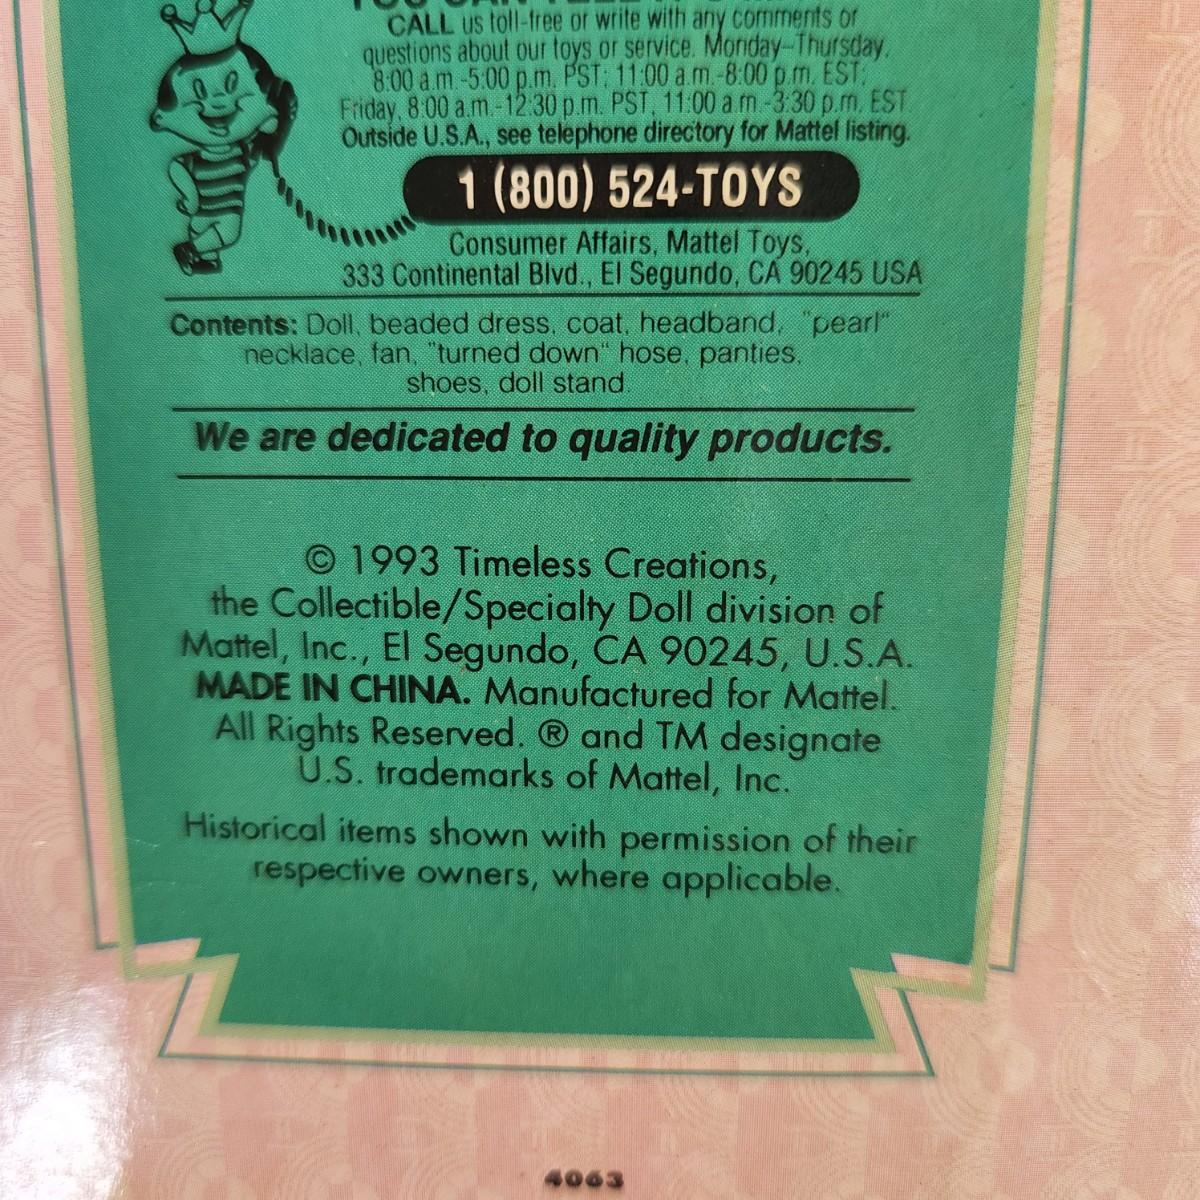 CALL us toll-free or write with any comments or
questions about our toys or service. Monday–Thursday,
8:00 a.m.-5:00 p.m. PST; 11:00 a.m.-8:00 p.m. EST;
Friday, 8:00 a.m.-12:30 p.m. PST, 11:00 a.m.-3:30 p.m. EST
Outside U.S.A., see telephone directory for Mattel listing.
1 (800) 524-TOYS
Consumer Affairs, Mattel Toys,
333 Continental Blvd., El Segundo, CA 90245 USA
Contents: Doll, beaded dress, coat, headband, "pearl"
necklace, fan, "turned down" hose, panties,
shoes, doll stand.
We are dedicated to quality products.
© 1993 Timeless Creations,
the Collectible/Specialty Doll division of
Mattel, Inc., El Segundo, CA 90245, U.S.A.
MADE IN CHINA. Manufactured for Mattel.
All Rights Reserved. ® and TM designate
U.S. trademarks of Mattel, Inc.
Historical items shown with permission of their
respective owners, where applicable.
4063